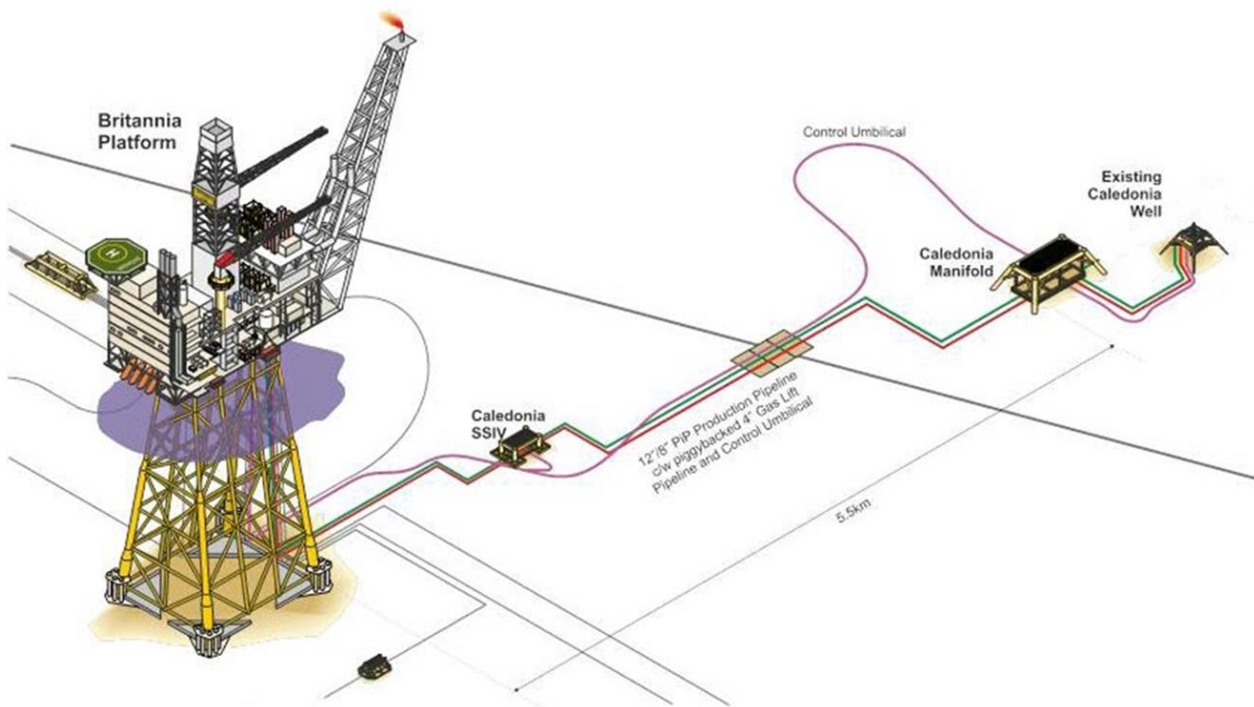 Britannia
Platform
H
Control Umbilical
Existing
Caledonia
Well
Caledonia
Manifold
Caledonia
SSIV
12"/8" PiP Production Pipeline
c/w piggybacked 4" Gas Lift
Pipeline and Control Umbilical
5.5km